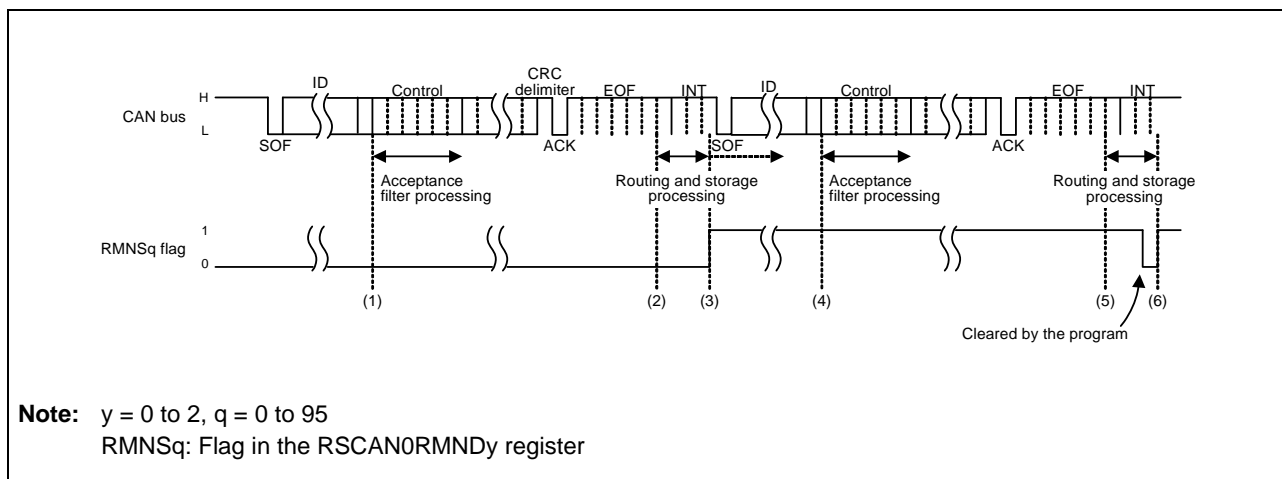 CRC
ID Control delimiter EOF INT ID Control EOF INT
H
CAN bus
L
SOF ACK SOF ACK
Acceptance
filter processing
Routing and storage
processing
Acceptance
filter processing
Routing and storage
processing
1
RMNSq flag
0
(1) (2) (3) (4) (5) (6)
Cleared by the program
Note: y = 0 to 2, q = 0 to 95
RMNSq: Flag in the RSCAN0RMNDy register